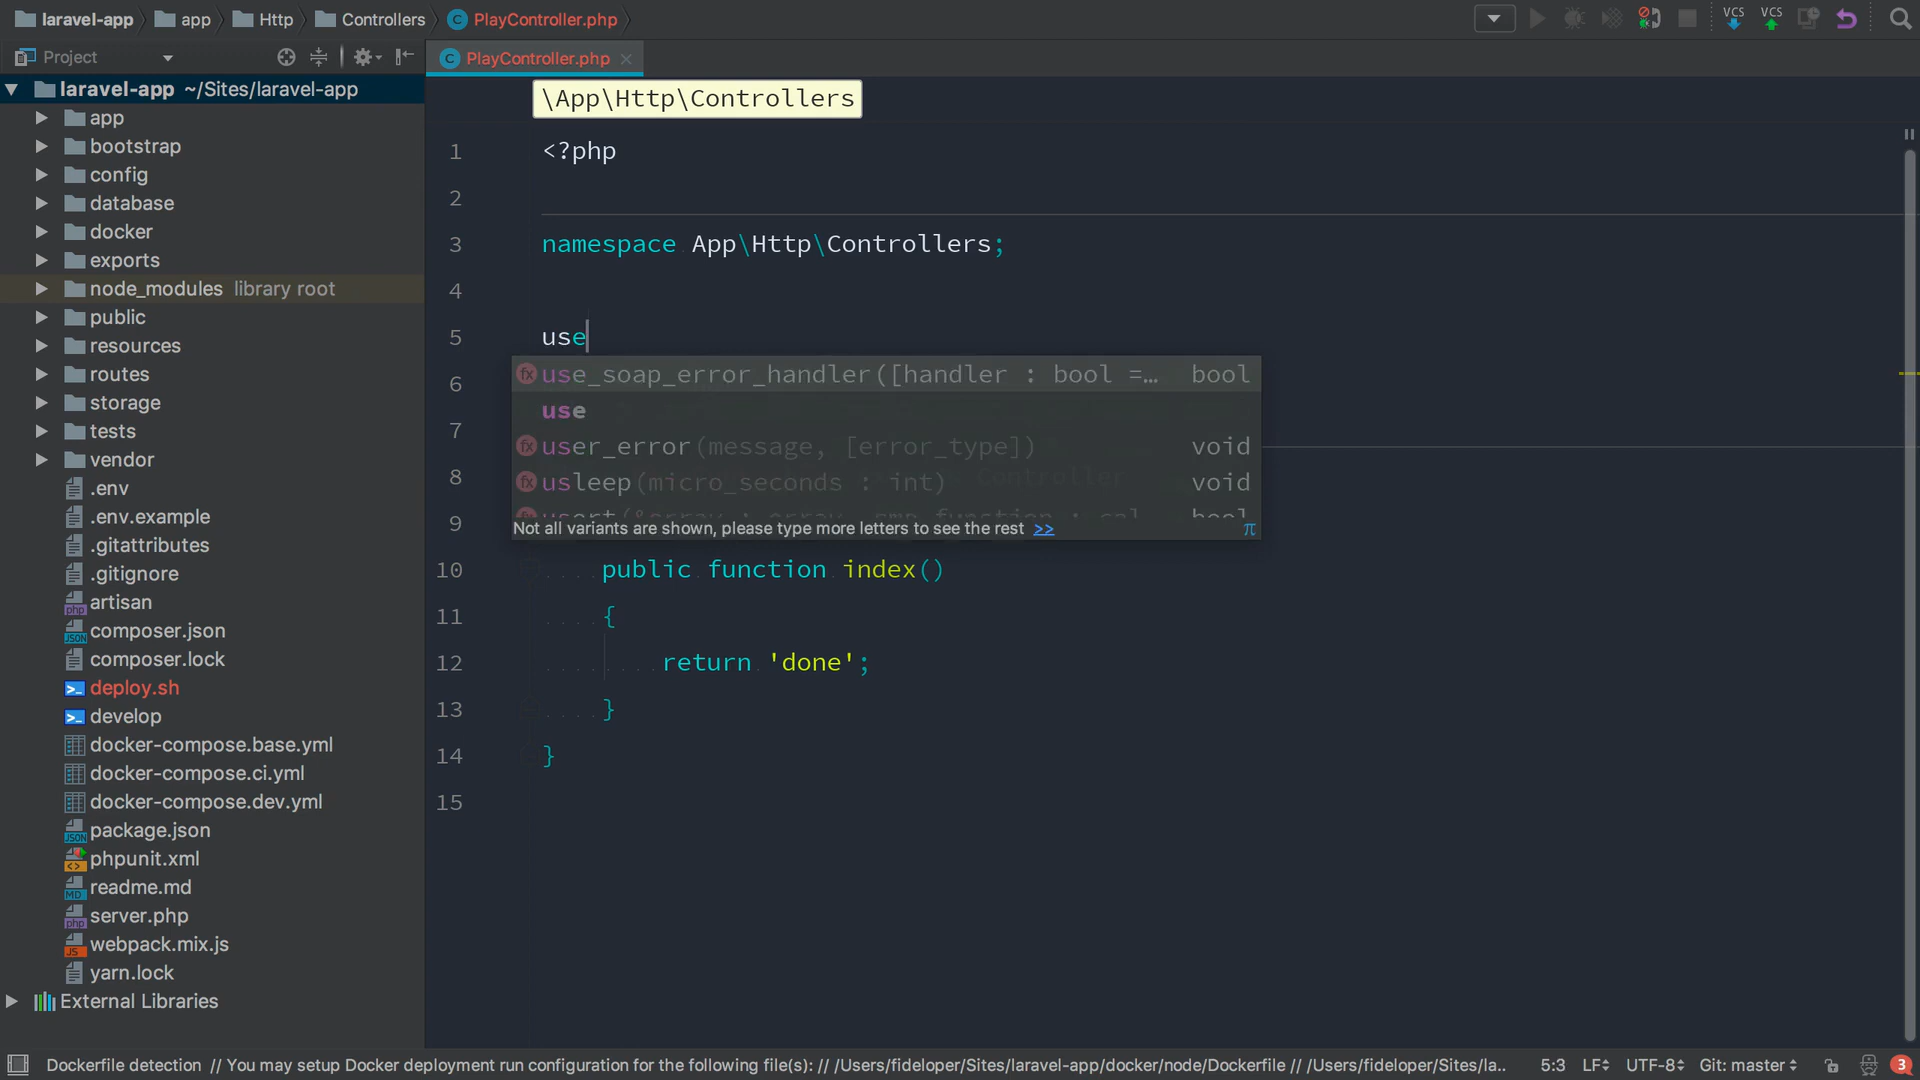 laravel-app app Http Controllers PlayController.php
VCS VCS
Project
PlayController.php
laravel-app ~/Sites/laravel-app
app
bootstrap
config
database
docker
exports
node_modules library root
public
resources
routes
storage
tests
vendor
.env
.env.example
.gitattributes
.gitignore
artisan
composer.json
composer.lock
deploy.sh
develop
docker-compose.base.yml
docker-compose.ci.yml
docker-compose.dev.yml
package.json
phpunit.xml
readme.md
server.php
webpack.mix.js
yarn.lock
External Libraries
\App\Http\Controllers
1 <?php
2
3 namespace App\Http\Controllers;
4
5 use
6
7
8
9
use_soap_error_handler([handler : bool =… bool
use
user_error(message, [error_type]) void
usleep(micro_seconds : int) void
Controller
Not all variants are shown, please type more letters to see the rest >> π
10 public function index()
11 {
12 return 'done';
13 }
14 }
15
Dockerfile detection // You may setup Docker deployment run configuration for the following file(s): // /Users/fideloper/Sites/laravel-app/docker/node/Dockerfile // /Users/fideloper/Sites/la.. 5:3 LF UTF-8 Git: master 3